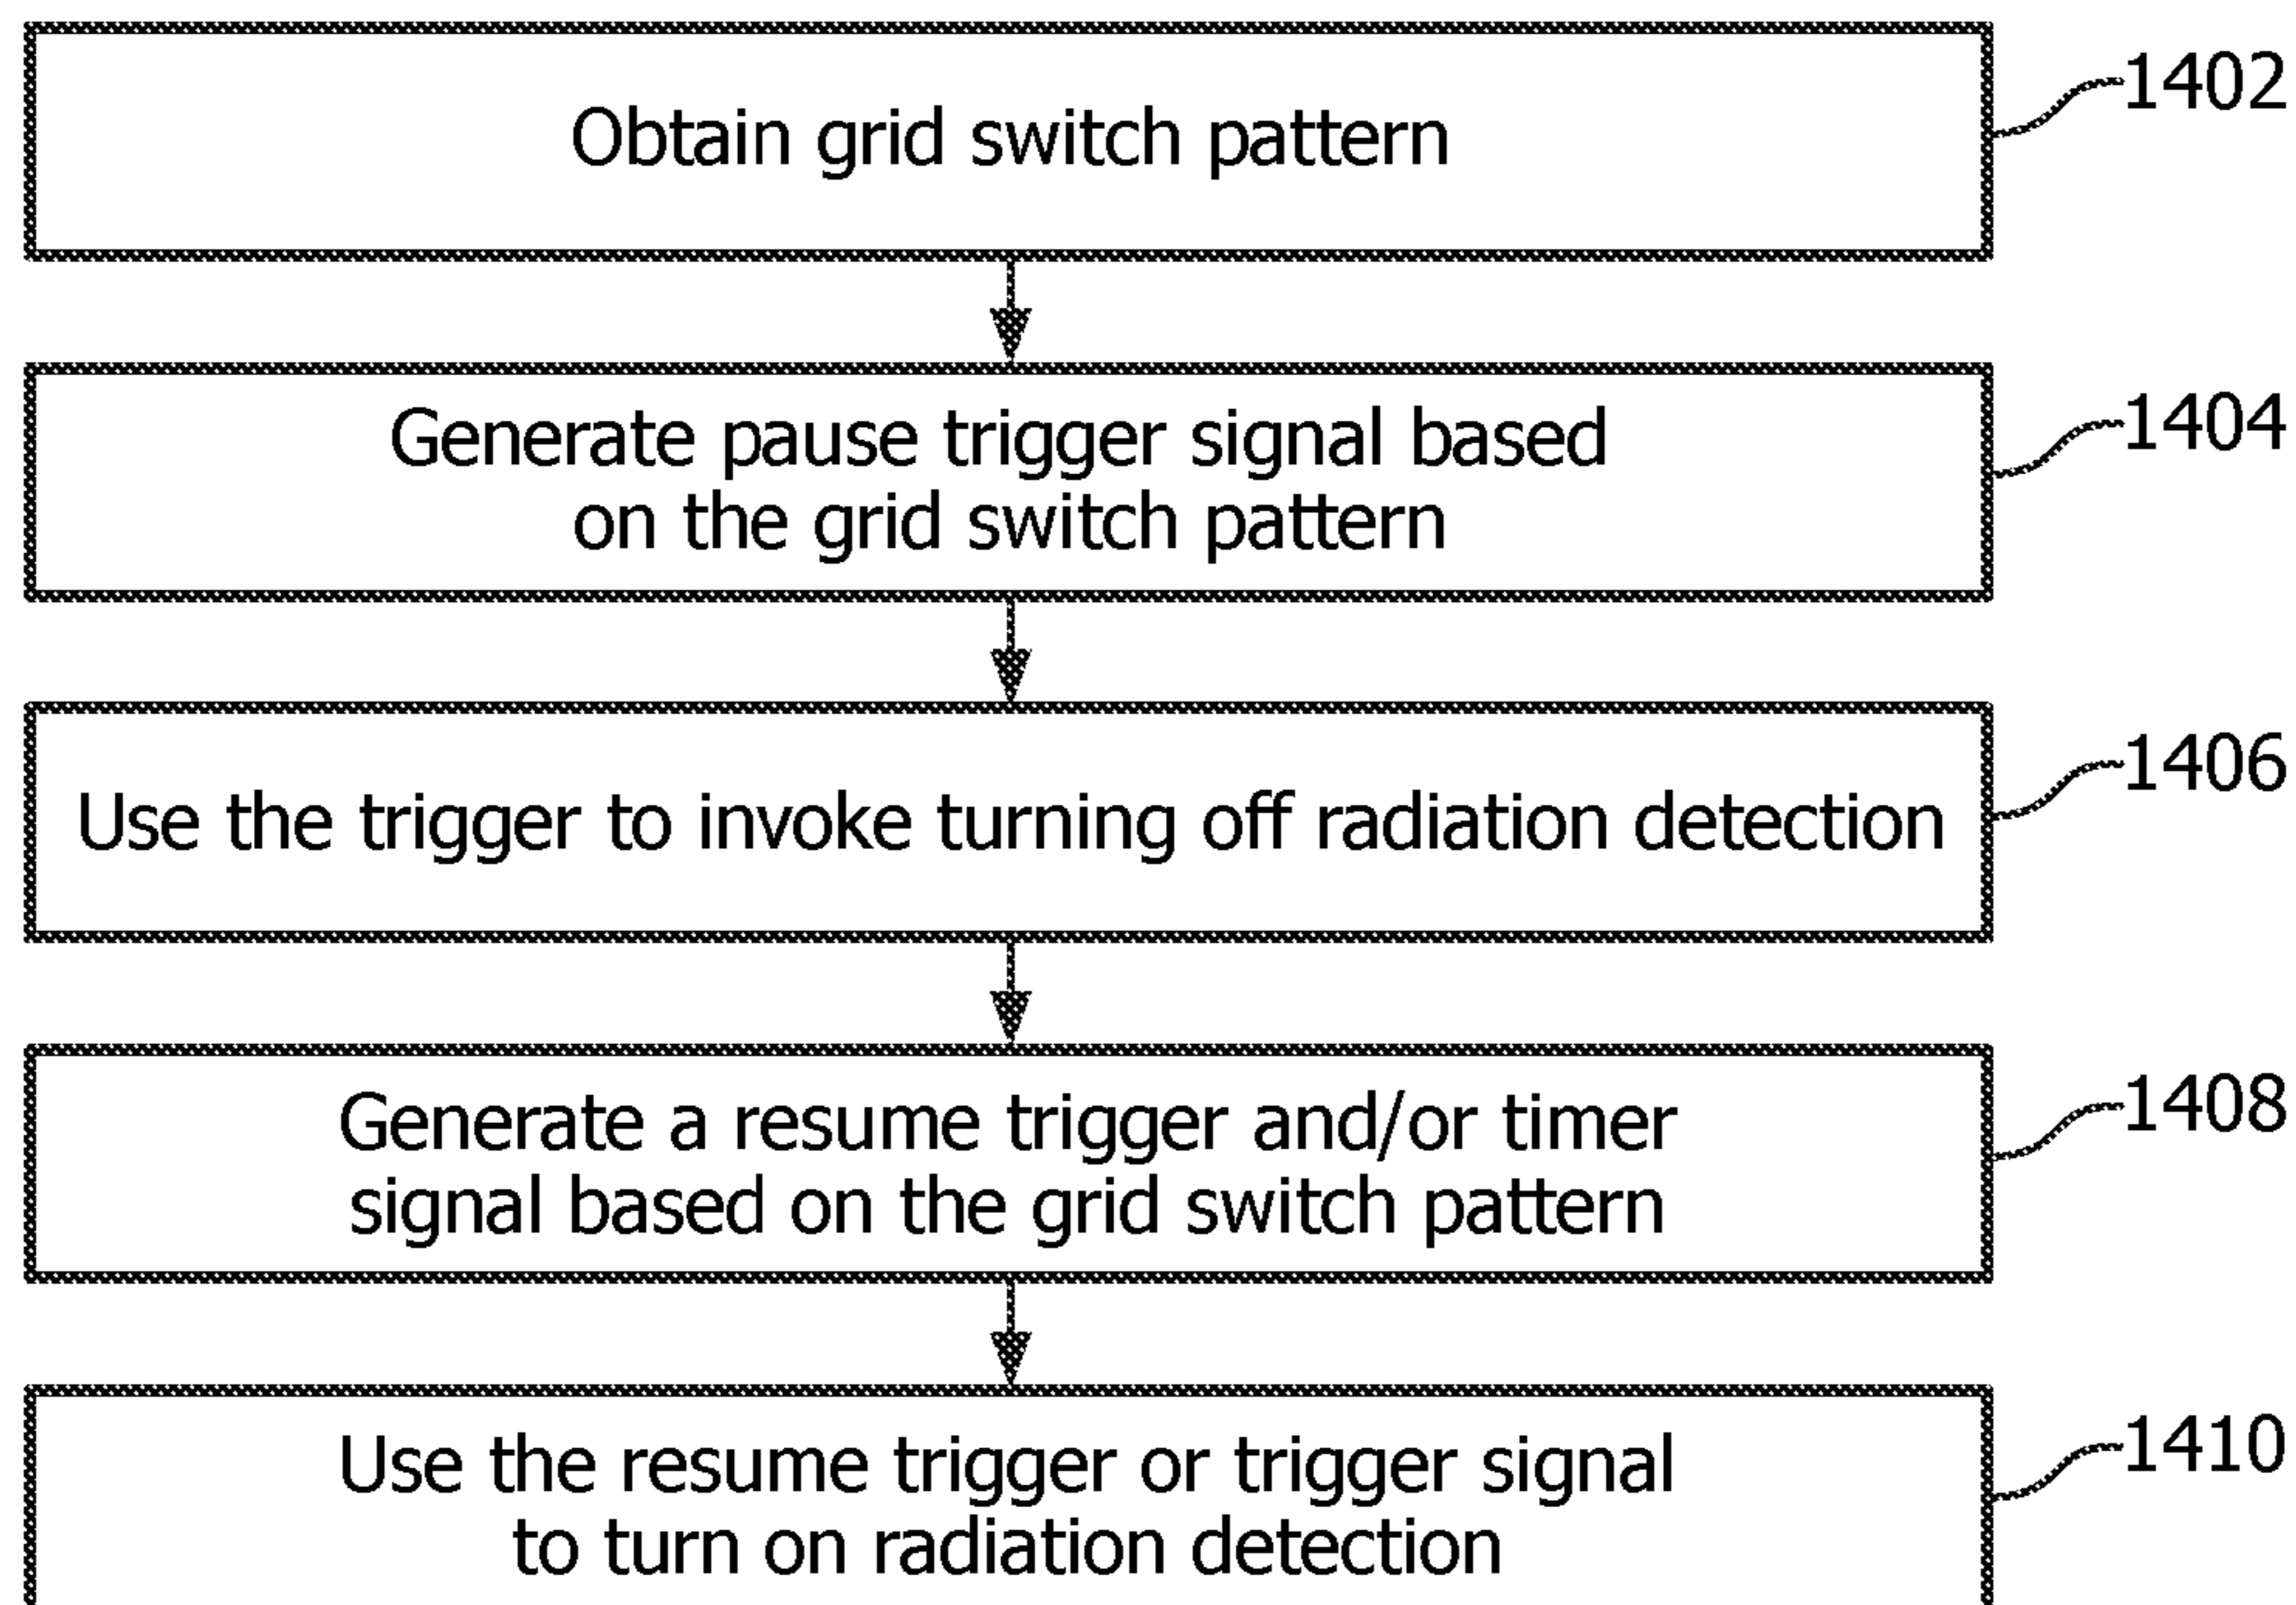 Obtain grid switch pattern
1402
Generate pause trigger signal based
on the grid switch pattern
1404
Use the trigger to invoke turning off radiation detection
1406
Generate a resume trigger and/or timer
signal based on the grid switch pattern
1408
Use the resume trigger or trigger signal
to turn on radiation detection
1410